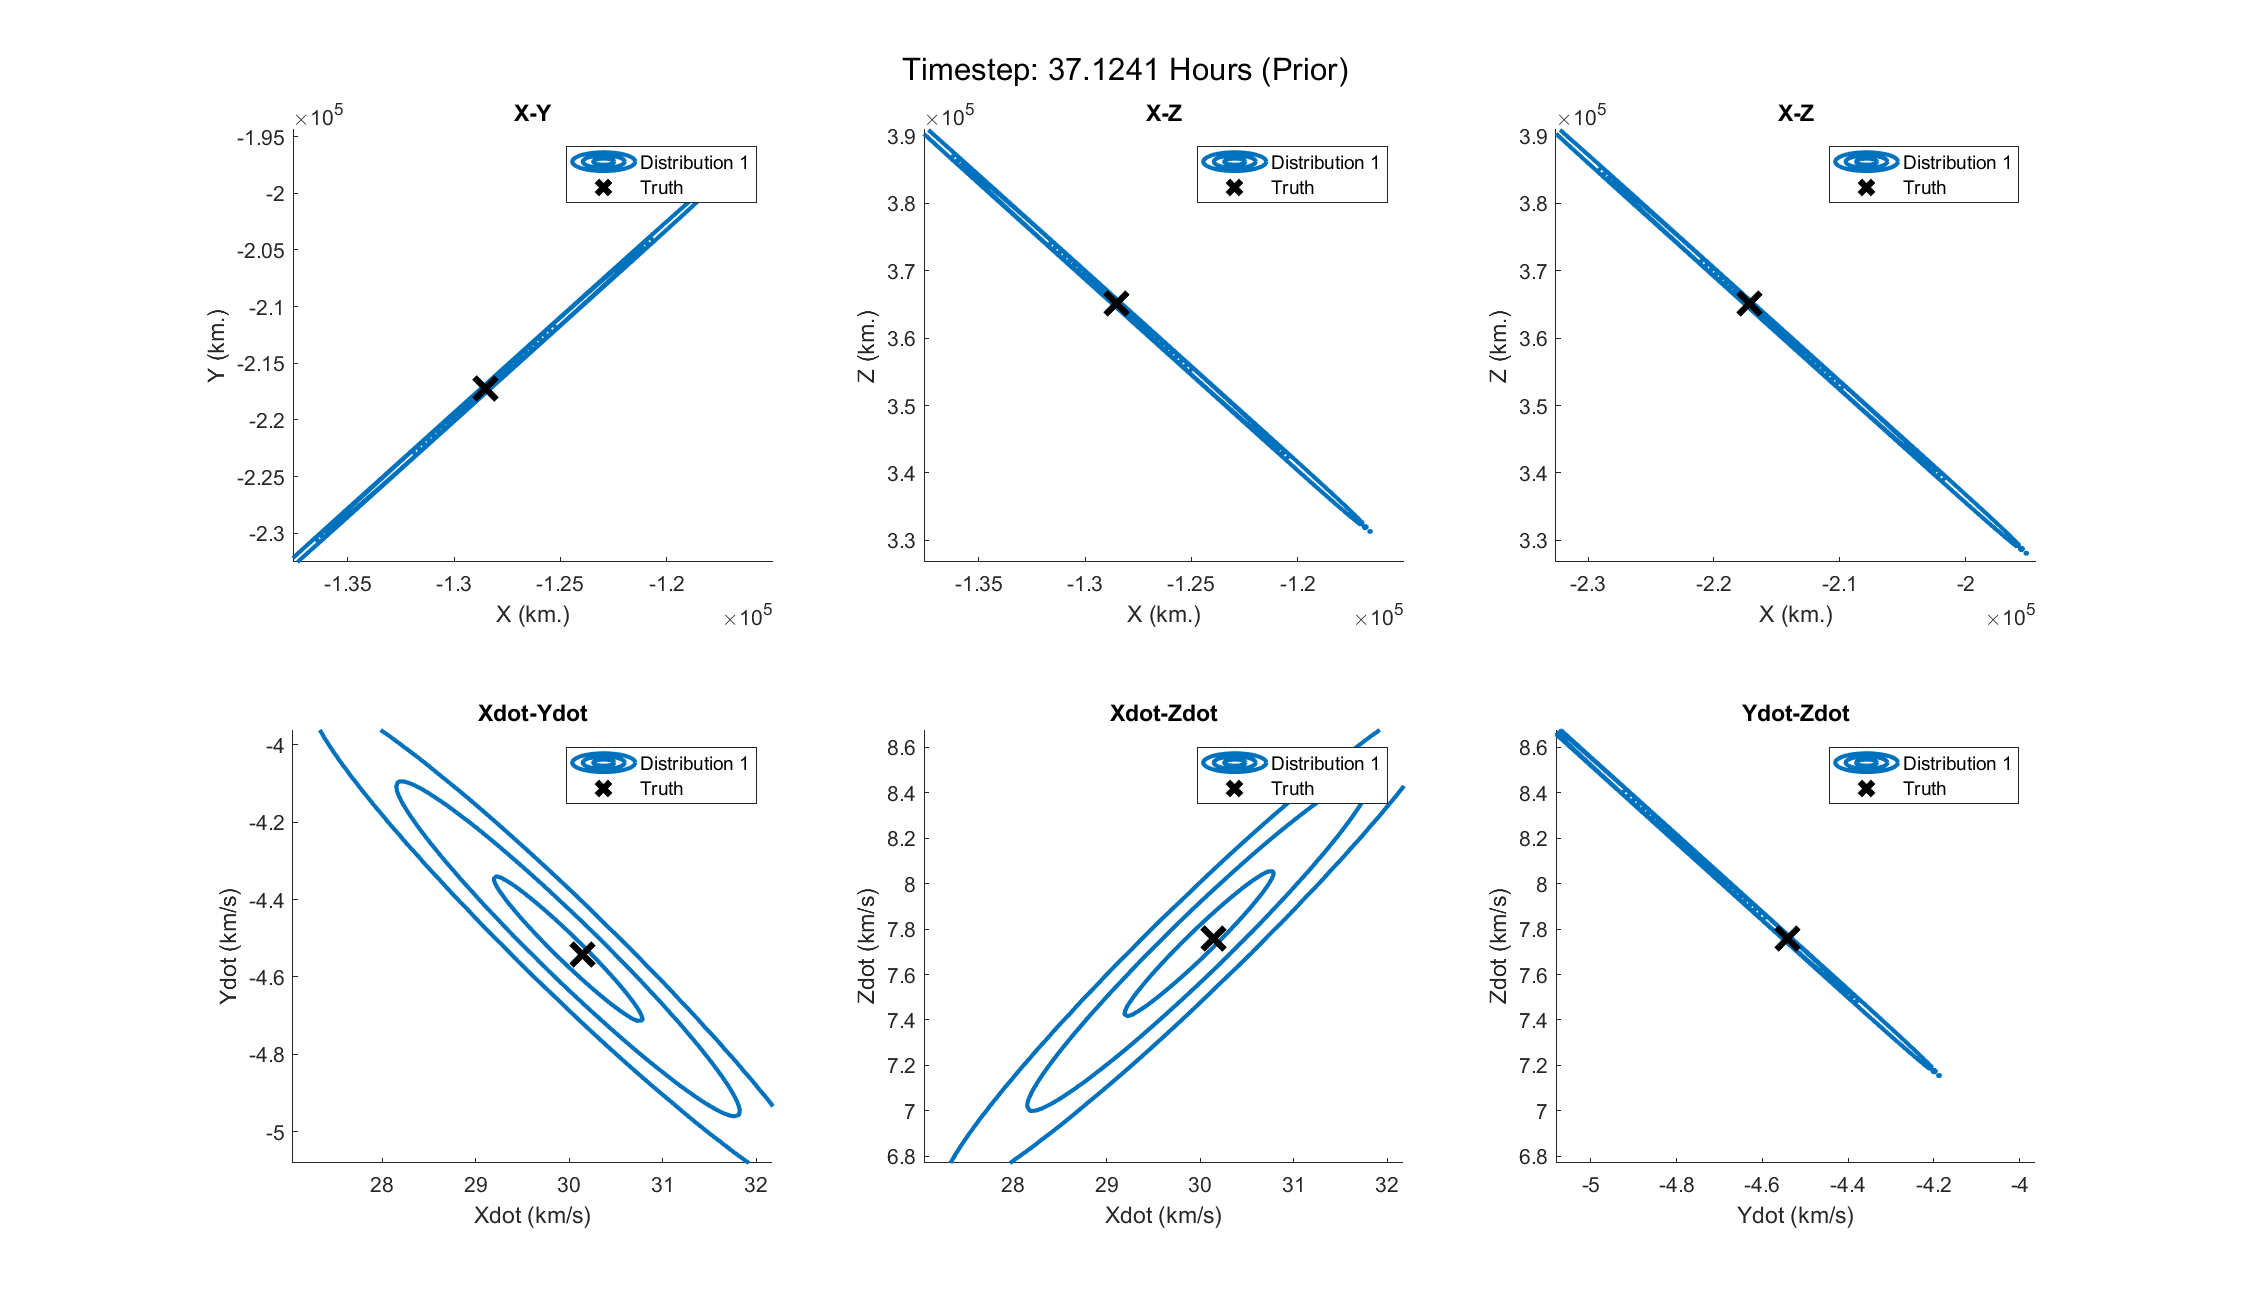 Timestep: 37.1241 Hours (Prior)
X-Y
×10^5
-1.95
-2
-2.05
-2.1
-2.15
-2.2
-2.25
-2.3
Y (km.)
Distribution 1
Truth
-1.35 -1.3 -1.25 -1.2
X (km.)
×10^5
X-Z
×10^5
3.9
3.8
3.7
3.6
3.5
3.4
3.3
Z (km.)
Distribution 1
Truth
-1.35 -1.3 -1.25 -1.2
X (km.)
×10^5
X-Z
×10^5
3.9
3.8
3.7
3.6
3.5
3.4
3.3
Z (km.)
Distribution 1
Truth
-2.3 -2.2 -2.1 -2
X (km.)
×10^5
Xdot-Ydot
-4
-4.2
-4.4
-4.6
-4.8
-5
Ydot (km/s)
Distribution 1
Truth
28 29 30 31 32
Xdot (km/s)
Xdot-Zdot
8.6
8.4
8.2
8
7.8
7.6
7.4
7.2
7
6.8
Zdot (km/s)
Distribution 1
Truth
28 29 30 31 32
Xdot (km/s)
Ydot-Zdot
8.6
8.4
8.2
8
7.8
7.6
7.4
7.2
7
6.8
Zdot (km/s)
Distribution 1
Truth
-5 -4.8 -4.6 -4.4 -4.2 -4
Ydot (km/s)